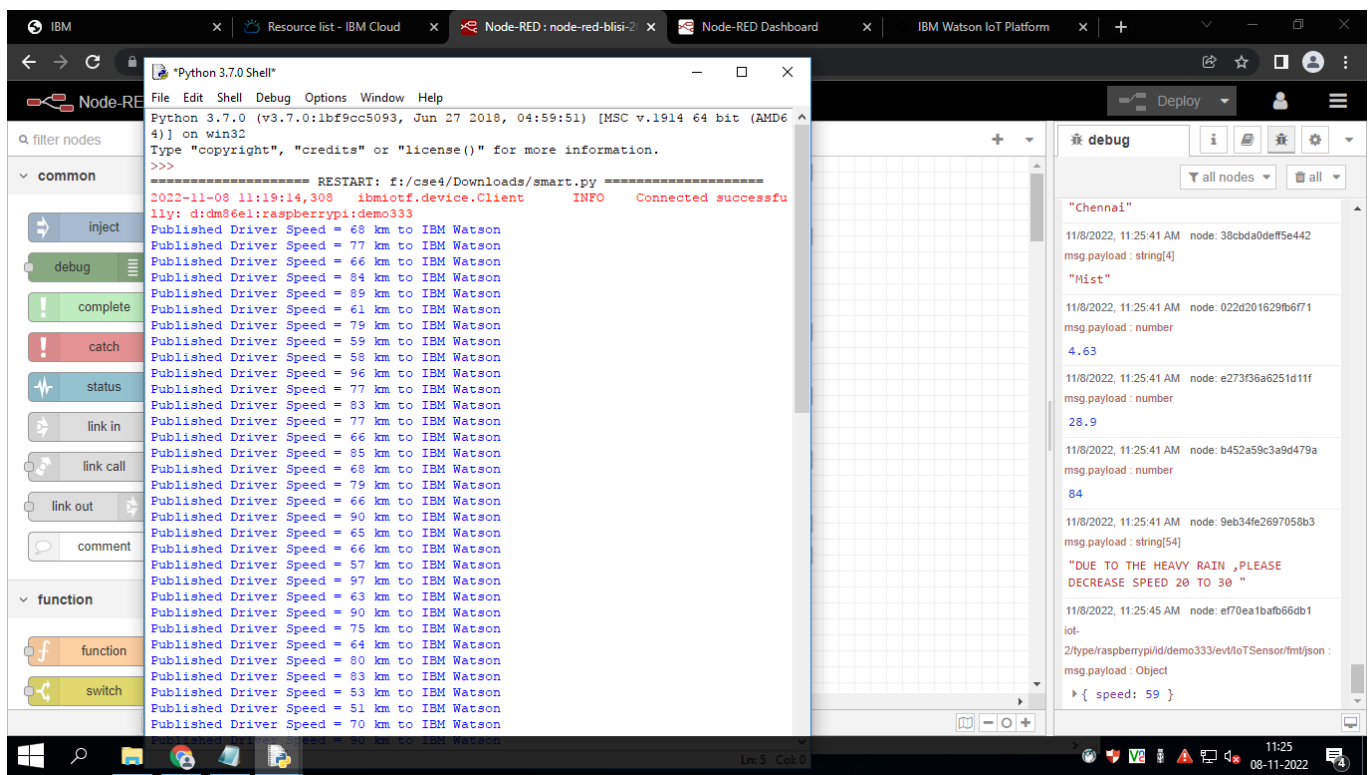 IBM
Resource list - IBM Cloud
Node-RED : node-red-blisi-2
Node-RED Dashboard
IBM Watson IoT Platform
*Python 3.7.0 Shell*
Node-RE
Deploy
File Edit Shell Debug Options Window Help
filter nodes
common
inject
debug
complete
catch
status
link in
link call
link out
comment
function
function
switch
Python 3.7.0 (v3.7.0:1bf9cc5093, Jun 27 2018, 04:59:51) [MSC v.1914 64 bit (AMD6
4)] on win32
Type "copyright", "credits" or "license()" for more information.
>>>
==================== RESTART: f:/cse4/Downloads/smart.py ====================
2022-11-08 11:19:14,308 ibmiotf.device.Client INFO Connected successfu
lly: d:dm86el:raspberrypi:demo333
Published Driver Speed = 68 km to IBM Watson
Published Driver Speed = 77 km to IBM Watson
Published Driver Speed = 66 km to IBM Watson
Published Driver Speed = 84 km to IBM Watson
Published Driver Speed = 89 km to IBM Watson
Published Driver Speed = 61 km to IBM Watson
Published Driver Speed = 79 km to IBM Watson
Published Driver Speed = 59 km to IBM Watson
Published Driver Speed = 58 km to IBM Watson
Published Driver Speed = 96 km to IBM Watson
Published Driver Speed = 77 km to IBM Watson
Published Driver Speed = 83 km to IBM Watson
Published Driver Speed = 77 km to IBM Watson
Published Driver Speed = 66 km to IBM Watson
Published Driver Speed = 85 km to IBM Watson
Published Driver Speed = 68 km to IBM Watson
Published Driver Speed = 79 km to IBM Watson
Published Driver Speed = 66 km to IBM Watson
Published Driver Speed = 90 km to IBM Watson
Published Driver Speed = 65 km to IBM Watson
Published Driver Speed = 66 km to IBM Watson
Published Driver Speed = 57 km to IBM Watson
Published Driver Speed = 97 km to IBM Watson
Published Driver Speed = 63 km to IBM Watson
Published Driver Speed = 90 km to IBM Watson
Published Driver Speed = 75 km to IBM Watson
Published Driver Speed = 64 km to IBM Watson
Published Driver Speed = 80 km to IBM Watson
Published Driver Speed = 83 km to IBM Watson
Published Driver Speed = 53 km to IBM Watson
Published Driver Speed = 51 km to IBM Watson
Published Driver Speed = 70 km to IBM Watson
Published Driver Speed = 90 km to IBM Watson
Ln: 5 Col: 0
debug
i
all nodes
all
"Chennai"
11/8/2022, 11:25:41 AM node: 38cbda0deff5e442
msg.payload : string[4]
"Mist"
11/8/2022, 11:25:41 AM node: 022d201629fb6f71
msg.payload : number
4.63
11/8/2022, 11:25:41 AM node: e273f36a6251d11f
msg.payload : number
28.9
11/8/2022, 11:25:41 AM node: b452a59c3a9d479a
msg.payload : number
84
11/8/2022, 11:25:41 AM node: 9eb34fe2697058b3
msg.payload : string[54]
"DUE TO THE HEAVY RAIN ,PLEASE
DECREASE SPEED 20 TO 30 "
11/8/2022, 11:25:45 AM node: ef70ea1bafb66db1
iot-
2/type/raspberrypi/id/demo333/evt/IoTSensor/fmt/json :
msg.payload : Object
{ speed: 59 }
11:25
08-11-2022
4